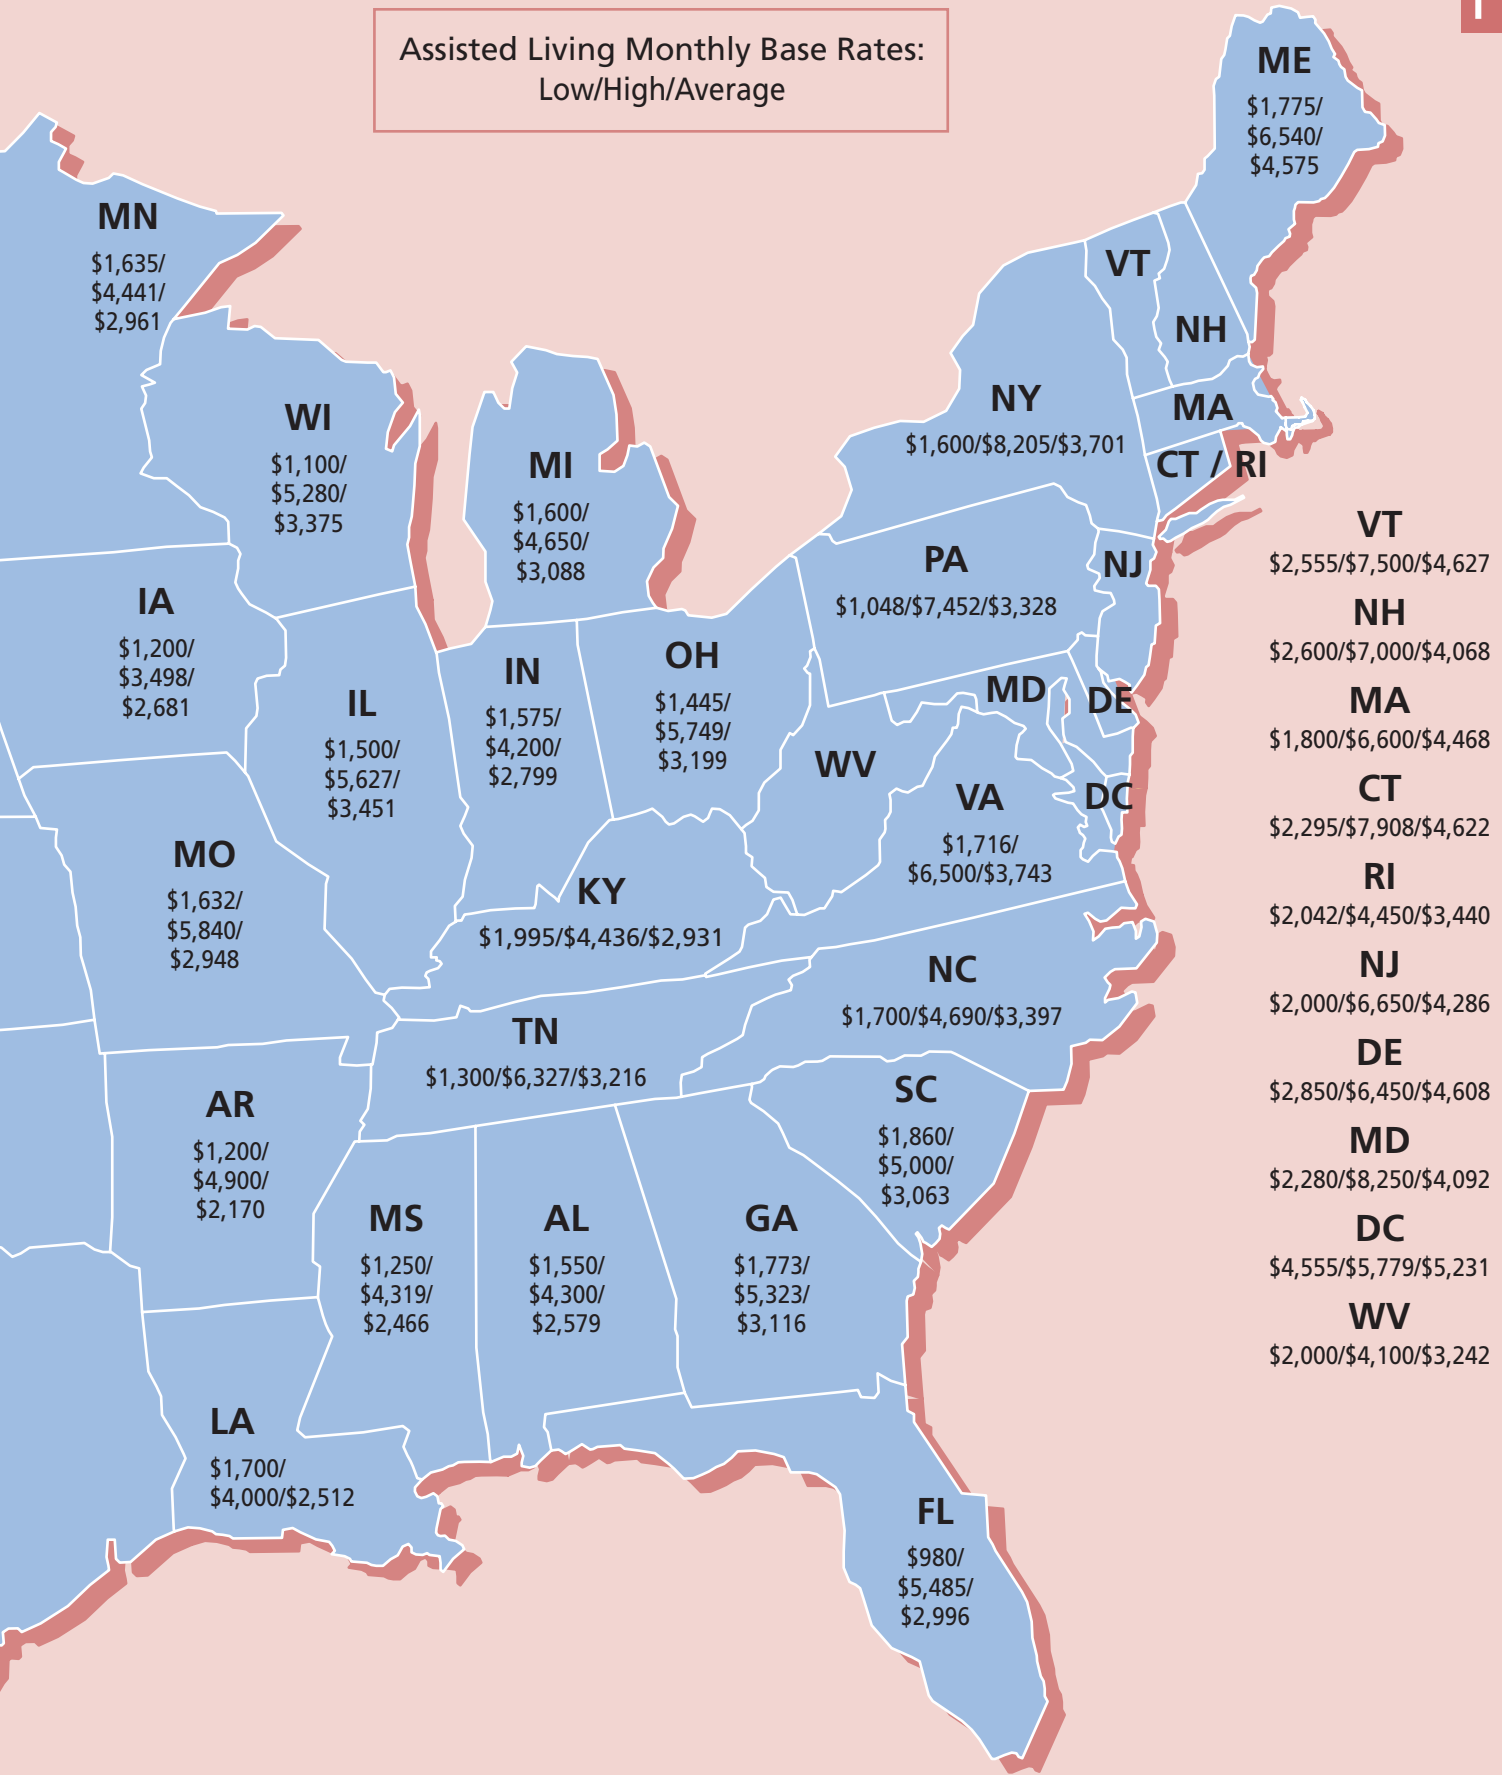 Assisted Living Monthly Base Rates:
Low/High/Average
ME
$1,775/
$6,540/
$4,575
MN
$1,635/
$4,441/
$2,961
VT
NH
WI
$1,100/
$5,280/
$3,375
NY
$1,600/$8,205/$3,701
MA
MI
$1,600/
$4,650/
$3,088
CT / RI
PA
$1,048/$7,452/$3,328
NJ
IA
$1,200/
$3,498/
$2,681
IL
$1,500/
$5,627/
$3,451
IN
$1,575/
$4,200/
$2,799
OH
$1,445/
$5,749/
$3,199
MD
DE
WV
VA
$1,716/
$6,500/$3,743
DC
MO
$1,632/
$5,840/
$2,948
KY
$1,995/$4,436/$2,931
NC
$1,700/$4,690/$3,397
TN
$1,300/$6,327/$3,216
AR
$1,200/
$4,900/
$2,170
SC
$1,860/
$5,000/
$3,063
MS
$1,250/
$4,319/
$2,466
AL
$1,550/
$4,300/
$2,579
GA
$1,773/
$5,323/
$3,116
LA
$1,700/
$4,000/$2,512
FL
$980/
$5,485/
$2,996
VT
$2,555/$7,500/$4,627
NH
$2,600/$7,000/$4,068
MA
$1,800/$6,600/$4,468
CT
$2,295/$7,908/$4,622
RI
$2,042/$4,450/$3,440
NJ
$2,000/$6,650/$4,286
DE
$2,850/$6,450/$4,608
MD
$2,280/$8,250/$4,092
DC
$4,555/$5,779/$5,231
WV
$2,000/$4,100/$3,242